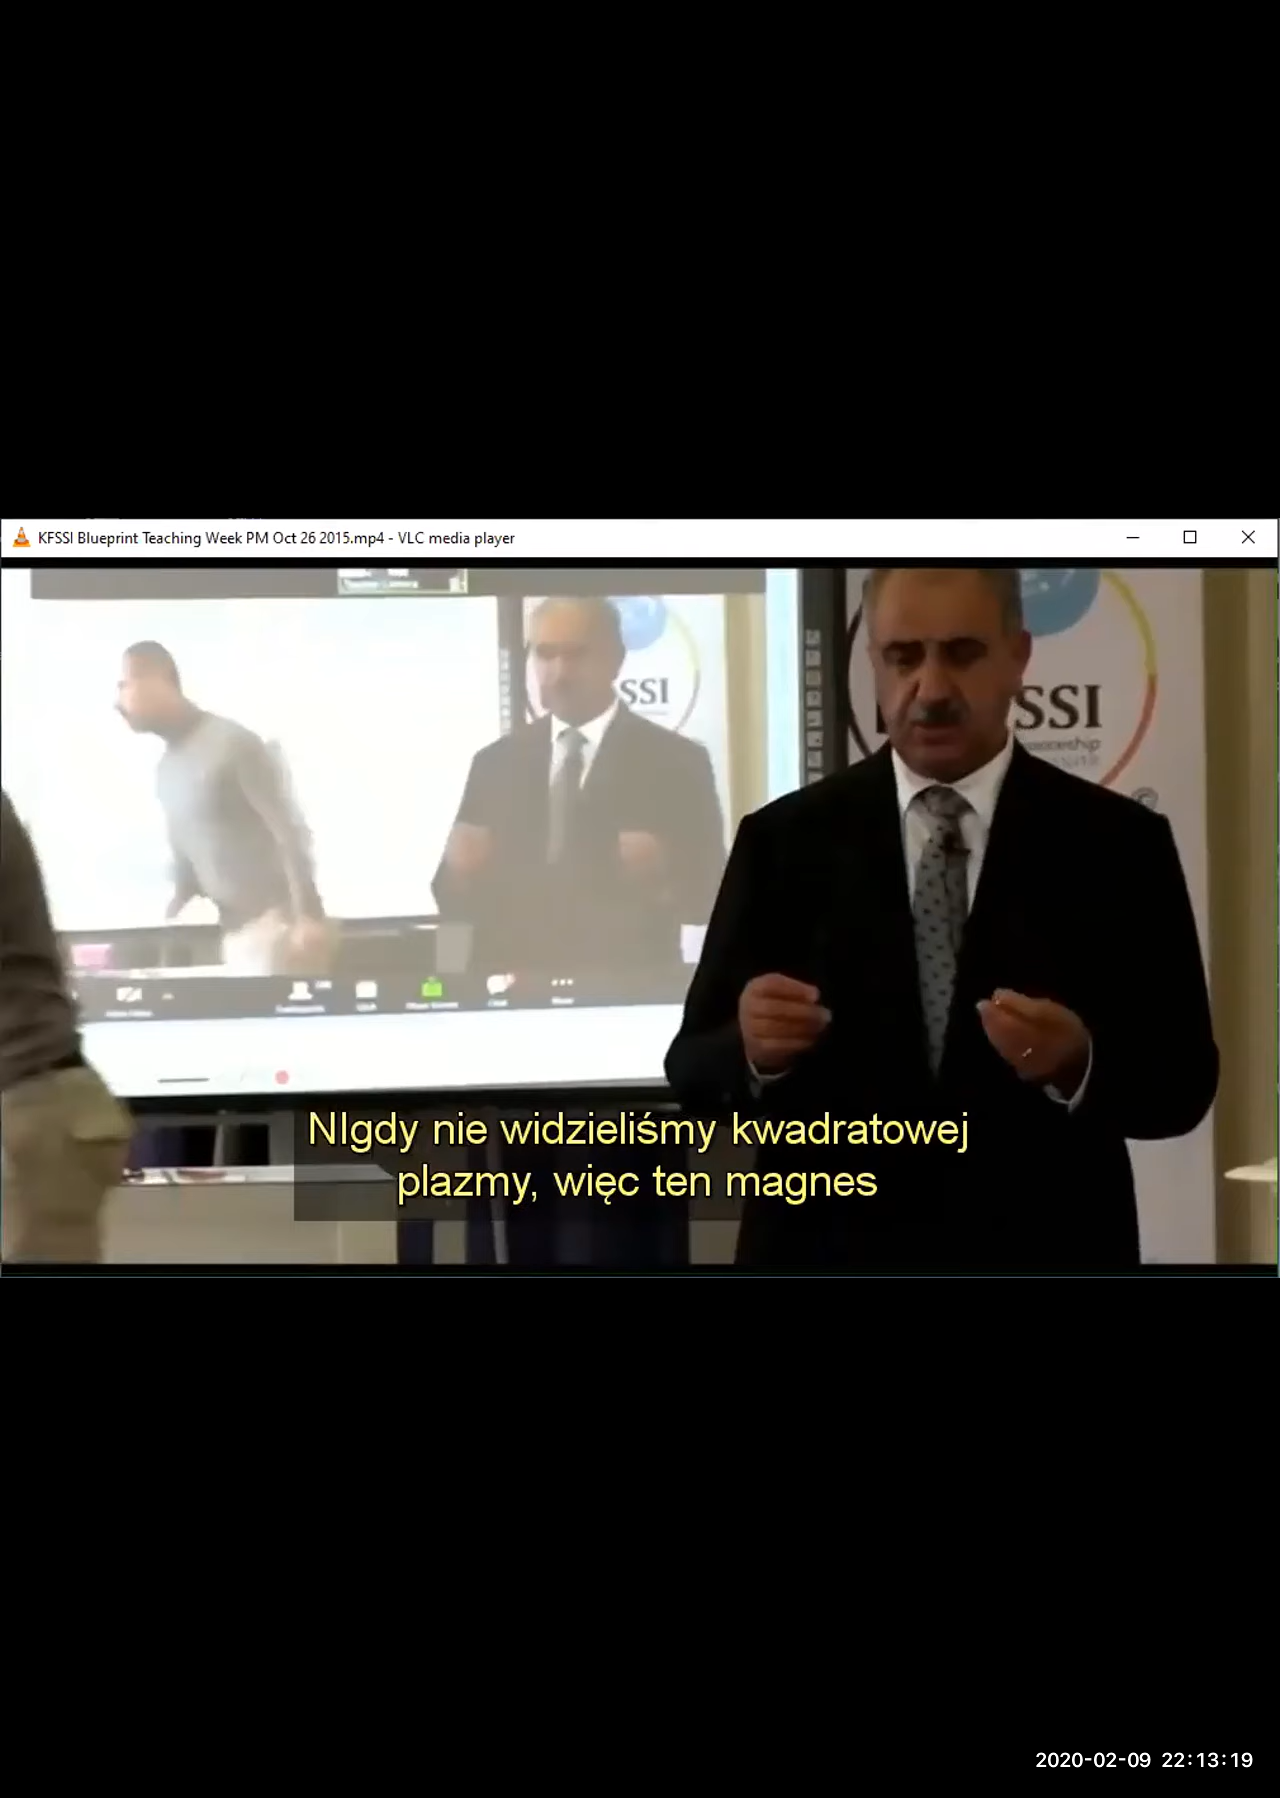 KFSSI Blueprint Teaching Week PM Oct 26 2015.mp4 - VLC media player
SSI
SSI
NIgdy nie widzieliśmy kwadratowej
plazmy, więc ten magnes
2020-02-09 22:13:19